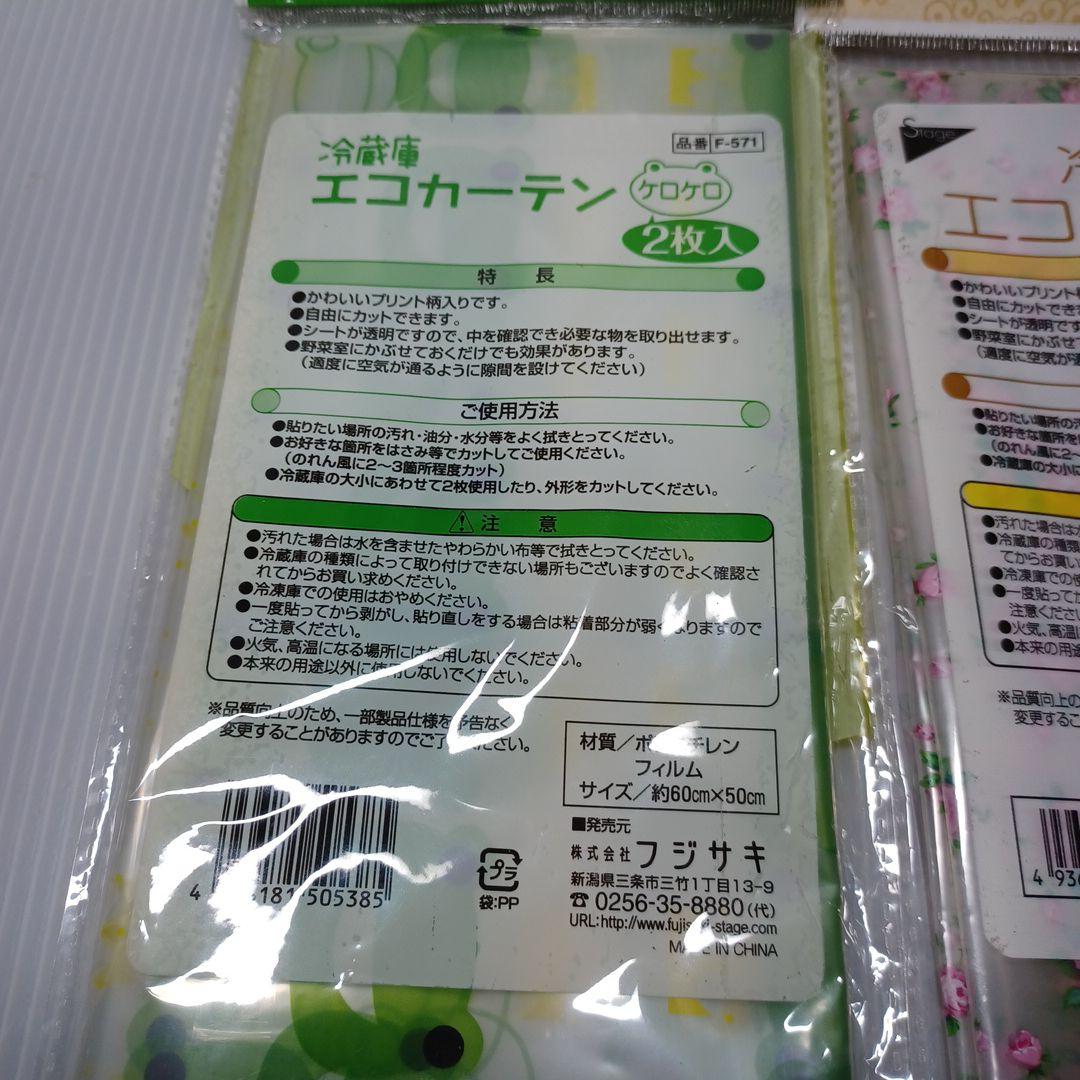 品番 F-571
冷蔵庫
エコカーテン
ケロケロ
2枚入
特長
●かわいいプリント柄入りです。
●自由にカットできます。
●シートが透明ですので、中を確認でき必要な物を取り出せます。
●野菜室にかぶせておくだけでも効果があります。
(適度に空気が通るように隙間を設けてください)
ご使用方法
●貼りたい場所の汚れ・油分・水分等をよく拭きとってください。
●お好きな箇所をはさみ等でカットしてご使用ください。
(のれん風に2〜3箇所程度カット)
●冷蔵庫の大小にあわせて2枚使用したり、外形をカットしてください。
注意
●汚れた場合は水を含ませたやわらかい布等で拭きとってください。
●冷蔵庫の種類によって取り付けできない場所もございますのでよく確認さ
れてからお買い求めください。
●冷凍庫での使用はおやめください。
●一度貼ってから剥がし、貼り直しをする場合は粘着部分が弱くなりますので
ご注意ください。
●火気、高温になる場所には使用しないでください。
●本来の用途以外に使用しないでください。
※品質向上のため、一部製品仕様を予告なく
変更することがありますのでご了承ください。
材質/ポ チレン
フィルム
サイズ/約60cm×50cm
■発売元
株式会社フジサキ
新潟県三条市三竹1丁目13-9
☎0256-35-8880(代)
URL:http://www.fujisaki-stage.com
MADE IN CHINA
プラ
袋:PP
4 181 505385
Stage
エコ
●かわいいプリント
●自由にカットでき
●シートが透明です
●野菜室にかぶせて
(適度に空気が通
●貼りたい場所の汚
●お好きな箇所を
(のれん風に2〜
●冷蔵庫の大小
●汚れた場合は
●冷蔵庫の種類
てからお買い求
●冷凍庫での使
●一度貼ってか
注意くださ
●火気、高温
●本来の用途
※品質向上の
変更するこ
4 936